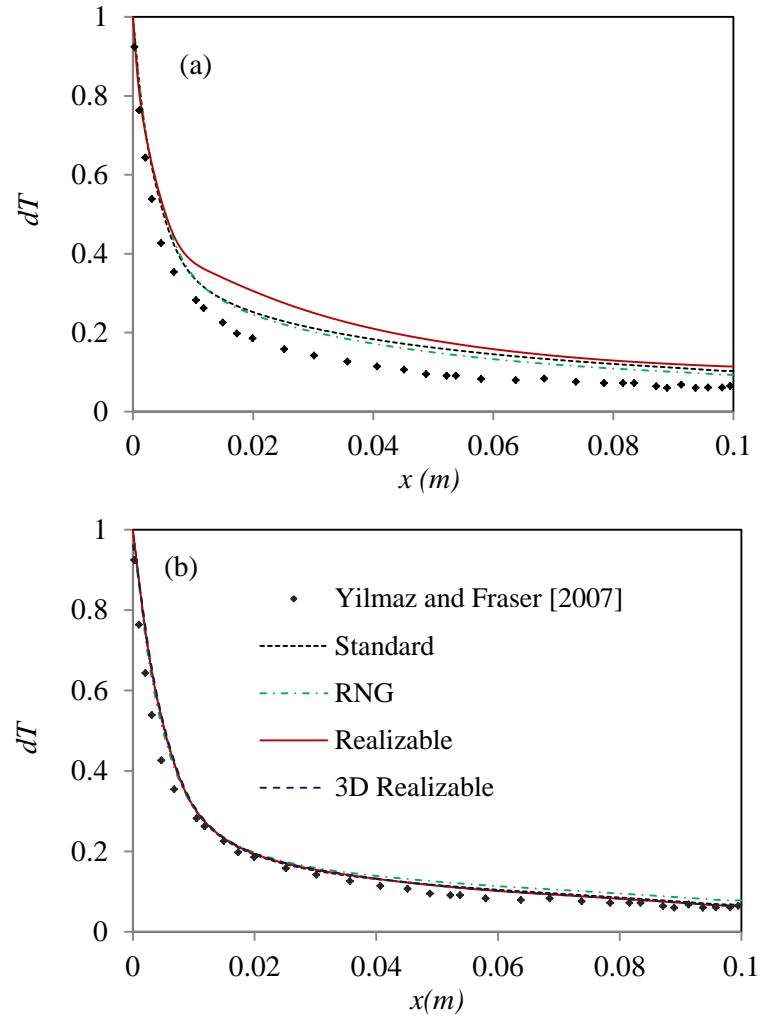 1
(a)
0.8
0.6
dT
0.4
0.2
0
0 0.02 0.04 0.06 0.08 0.1
x (m)
1
(b)
Yilmaz and Fraser [2007]
0.8
Standard
0.6
RNG
dT
Realizable
0.4
3D Realizable
0.2
0
0 0.02 0.04 0.06 0.08 0.1
x(m)